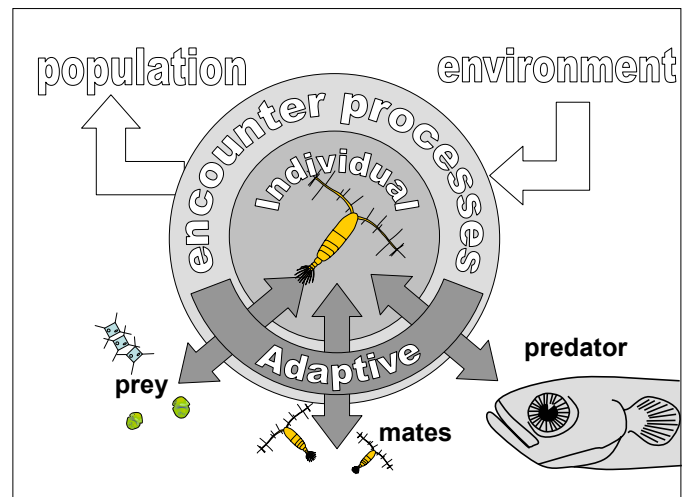 population
environment
encounter processes
Individual
Adaptive
prey
mates
predator